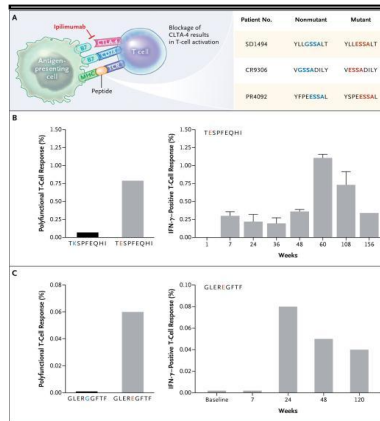 A
Ipilimumab
Blockage of
CLTA-4 results
in T-cell activation
T cell
Antigen-
presenting
cell
Peptide
Patient No. Nonmutant Mutant
SD1494 YLLGSSALT YLLESSALT
CR9306 VGSSADILY VESSADILY
PR4092 YFPEESSAL YSPEESSAL
B
Polyfunctional T-Cell Response (%)
1.50
1.25
1.00
0.75
0.50
0.25
0.00
TKSPFEQHI TESPFEQHI
IFN-γ–Positive T-Cell Response (%)
TESPFEQHI
1.50
1.25
1.00
0.75
0.50
0.25
0.00
1 7 24 36 48 60 108 156
Weeks
C
Polyfunctional T-Cell Response (%)
0.08
0.06
0.04
0.02
0.00
GLERGGFTF GLEREGFTF
IFN-γ–Positive T-Cell Response (%)
GLEREGFTF
0.10
0.08
0.06
0.04
0.02
0.00
Baseline 7 24 48 120
Weeks